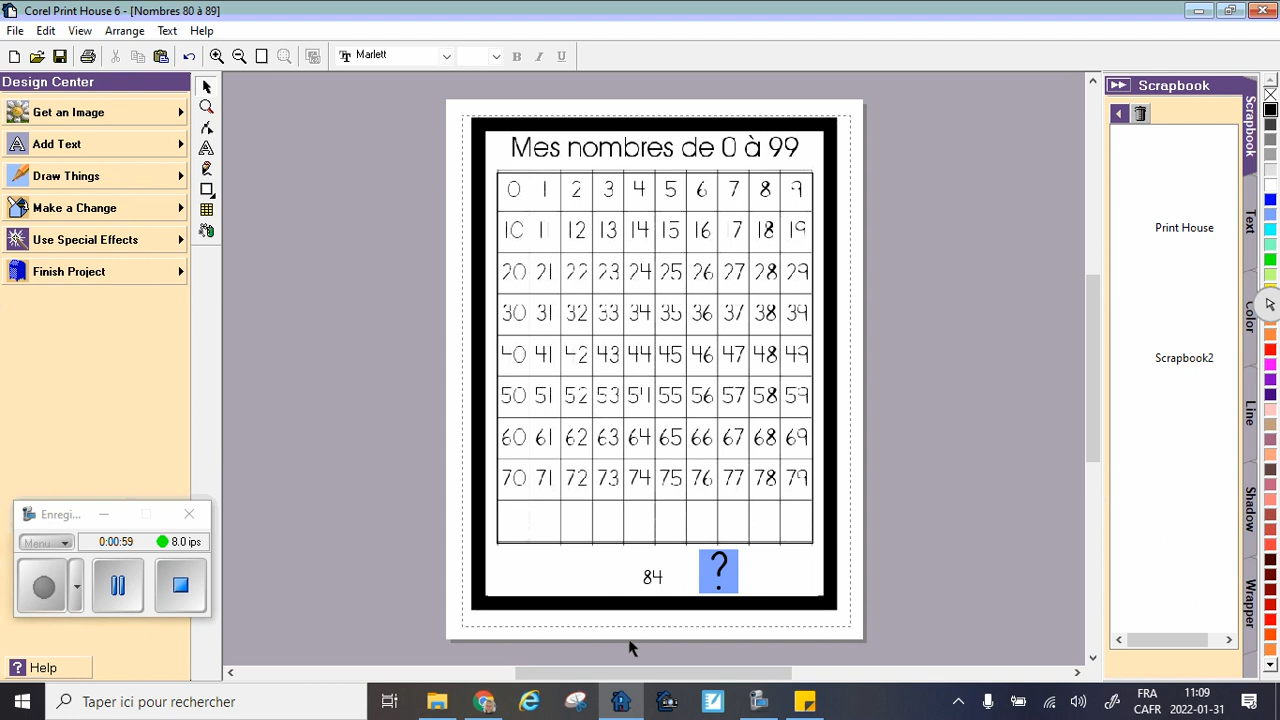 Corel Print House 6 - [Nombres 80 à 89]
File Edit View Arrange Text Help
Marlett
B I U
Design Center
Get an Image
Add Text
Draw Things
Make a Change
Use Special Effects
Finish Project
Mes nombres de 0 à 99
0 1 2 3 4 5 6 7 8 9
10 11 12 13 14 15 16 17 18 19
20 21 22 23 24 25 26 27 28 29
30 31 32 33 34 35 36 37 38 39
40 41 42 43 44 45 46 47 48 49
50 51 52 53 54 55 56 57 58 59
60 61 62 63 64 65 66 67 68 69
70 71 72 73 74 75 76 77 78 79
84 ?
Scrapbook
Print House
Scrapbook2
Scrapbook
Text
Color
Line
Shadow
Wrapper
Enregi...
Menu
0:00:59 8.0 ips
? Help
Taper ici pour rechercher
FRA
CAFR
11:09
2022-01-31